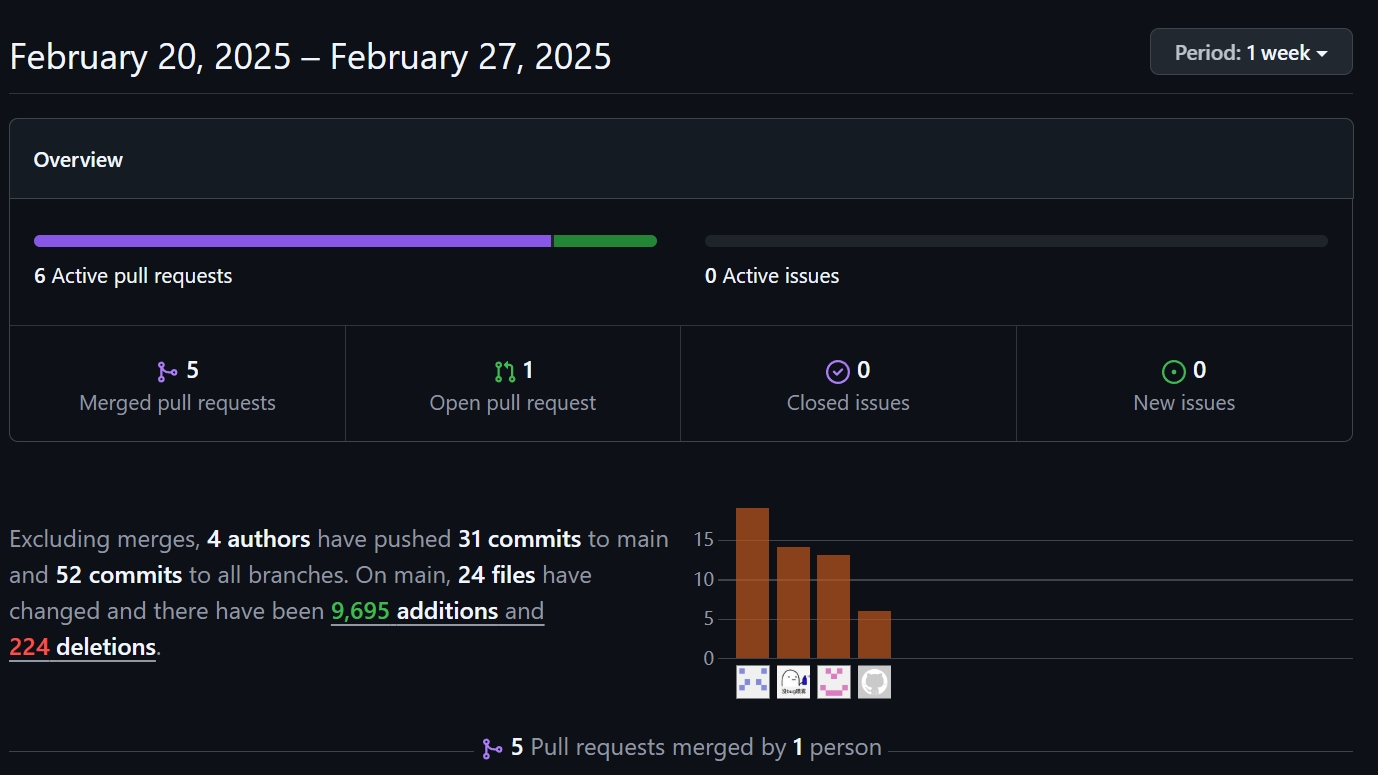 February 20, 2025 – February 27, 2025
Period: 1 week
Overview
6 Active pull requests
0 Active issues
5
Merged pull requests
1
Open pull request
0
Closed issues
0
New issues
Excluding merges, 4 authors have pushed 31 commits to main
and 52 commits to all branches. On main, 24 files have
changed and there have been 9,695 additions and
224 deletions.
15
10
5
0
5 Pull requests merged by 1 person